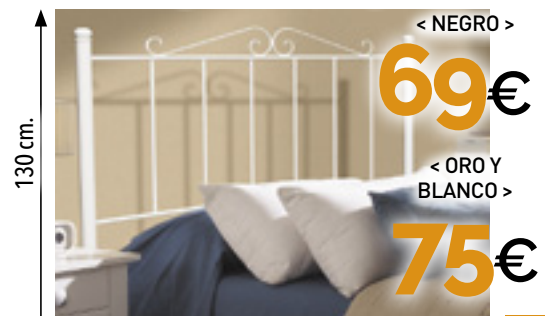 130 cm.
< NEGRO >
69€
< ORO Y
BLANCO >
75€